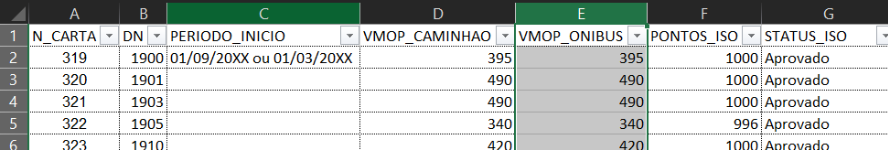 A B C D E F G
1 N_CARTA DN PERIODO_INICIO VMOP_CAMINHAO VMOP_ONIBUS PONTOS_ISO STATUS_ISO
2 319 1900 01/09/20XX ou 01/03/20XX 395 395 1000 Aprovado
3 320 1901 490 490 1000 Aprovado
4 321 1903 490 490 1000 Aprovado
5 322 1905 340 340 996 Aprovado
6 323 1910 420 420 1000 Aprovado